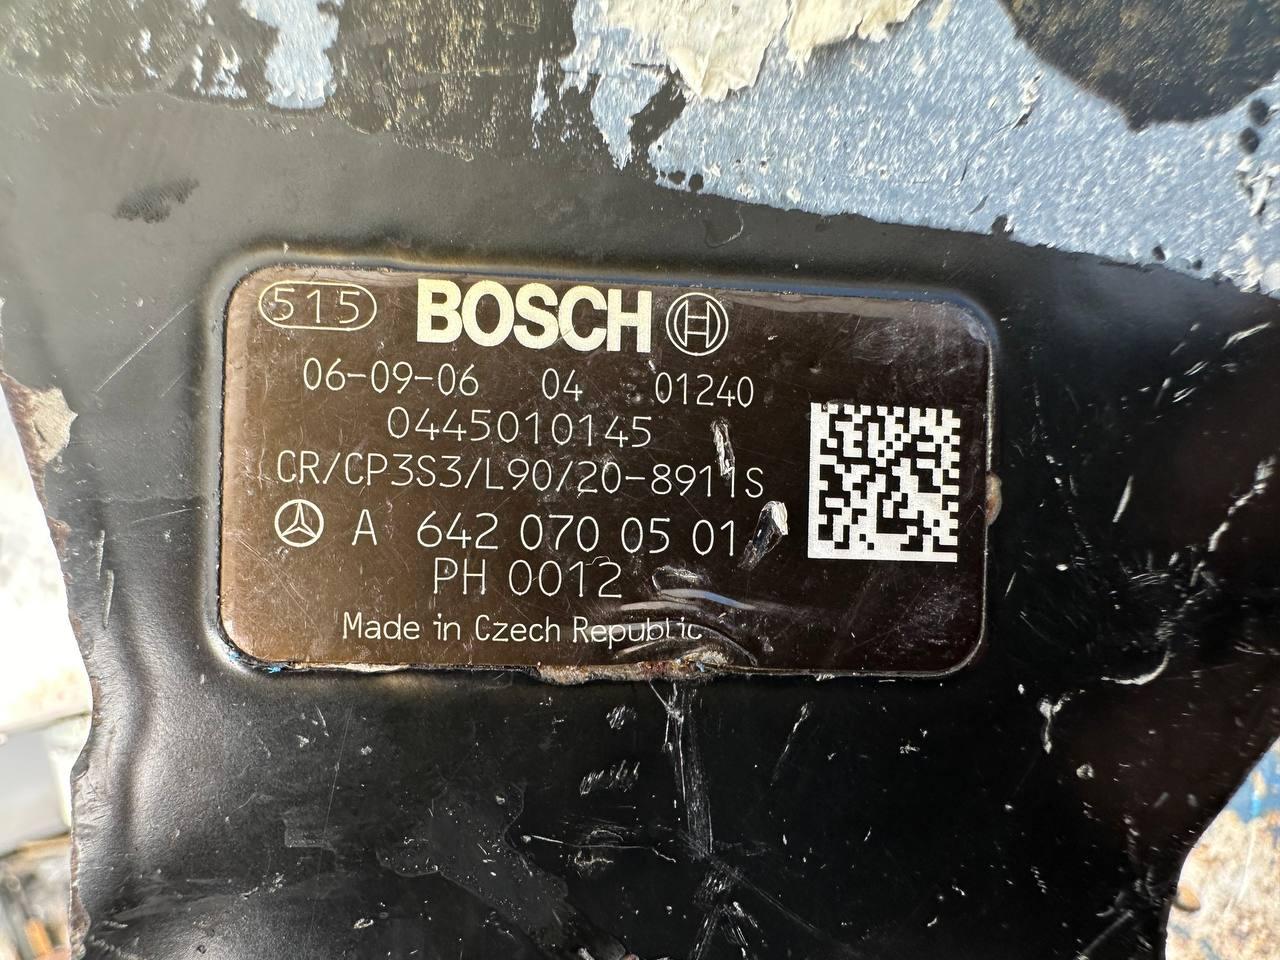 515 BOSCH
06-09-06 04 01240
0445010145
CR/CP3S3/L90/20-8911S
A 642 070 05 01
PH 0012
Made in Czech Republic